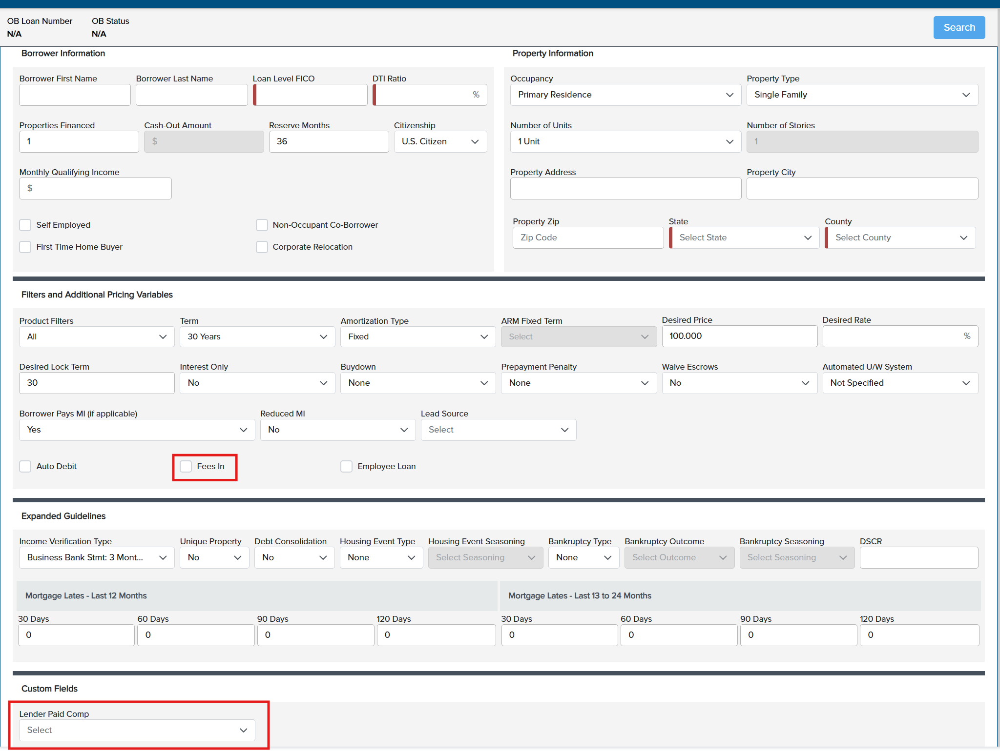 OB Loan Number OB Status
N/A N/A
Search
Borrower Information
Borrower First Name Borrower Last Name Loan Level FICO DTI Ratio
%
Properties Financed Cash-Out Amount Reserve Months Citizenship
1 $ 36 U.S. Citizen
Monthly Qualifying Income
$
Self Employed Non-Occupant Co-Borrower
First Time Home Buyer Corporate Relocation
Property Information
Occupancy Property Type
Primary Residence Single Family
Number of Units Number of Stories
1 Unit 1
Property Address Property City
Property Zip State County
Zip Code Select State Select County
Filters and Additional Pricing Variables
Product Filters Term Amortization Type ARM Fixed Term Desired Price Desired Rate
All 30 Years Fixed Select 100.000 %
Desired Lock Term Interest Only Buydown Prepayment Penalty Waive Escrows Automated U/W System
30 No None None No Not Specified
Borrower Pays MI (if applicable) Reduced MI Lead Source
Yes No Select
Auto Debit Fees In Employee Loan
Expanded Guidelines
Income Verification Type Unique Property Debt Consolidation Housing Event Type Housing Event Seasoning Bankruptcy Type Bankruptcy Outcome Bankruptcy Seasoning DSCR
Business Bank Stmt: 3 Mont... No No None Select Seasoning None Select Outcome Select Seasoning
Mortgage Lates - Last 12 Months Mortgage Lates - Last 13 to 24 Months
30 Days 60 Days 90 Days 120 Days 30 Days 60 Days 90 Days 120 Days
0 0 0 0 0 0 0 0
Custom Fields
Lender Paid Comp
Select